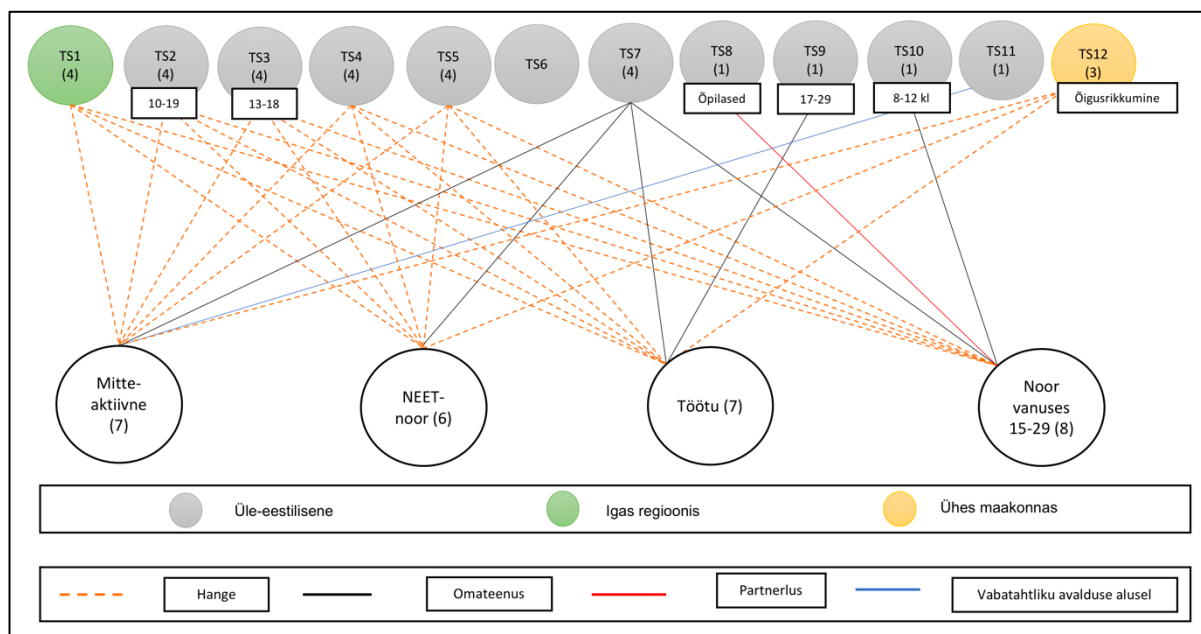 TS1
(4)
TS2
(4)
10-19
TS3
(4)
13-18
TS4
(4)
TS5
(4)
TS6
TS7
(4)
TS8
(1)
Õpilased
TS9
(1)
17-29
TS10
(1)
8-12 kl
TS11
(1)
TS12
(3)
Õigusrikkumine
Mitte-
aktiivne
(7)
NEET-
noor (6)
Töötu (7)
Noor
vanuses
15-29 (8)
Üle-eestilisene
Igas regioonis
Ühes maakonnas
Hange
Omateenus
Partnerlus
Vabatahtliku avalduse alusel